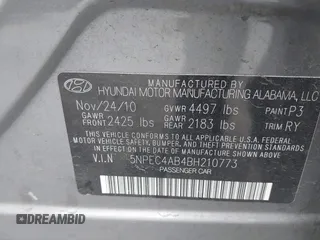 HYUNDAI MOTOR MANUFACTURING ALABAMA, LLC
Nov/24/10 GVWR 4497 lbs PAINT P3
GAWR FRONT 2425 lbs GAWR REAR 2183 lbs TRIM RY
THIS VEHICLE CONFORMS TO ALL APPLICABLE U.S. FEDERAL
MOTOR VEHICLE SAFETY, BUMPER, AND THEFT PREVENTION
STANDARDS IN EFFECT ON THE DATE OF MANUFACTURE SHOWN ABOVE.
V.I.N 5NPEC4AB4BH210773
PASSENGER CAR
DREAMBID